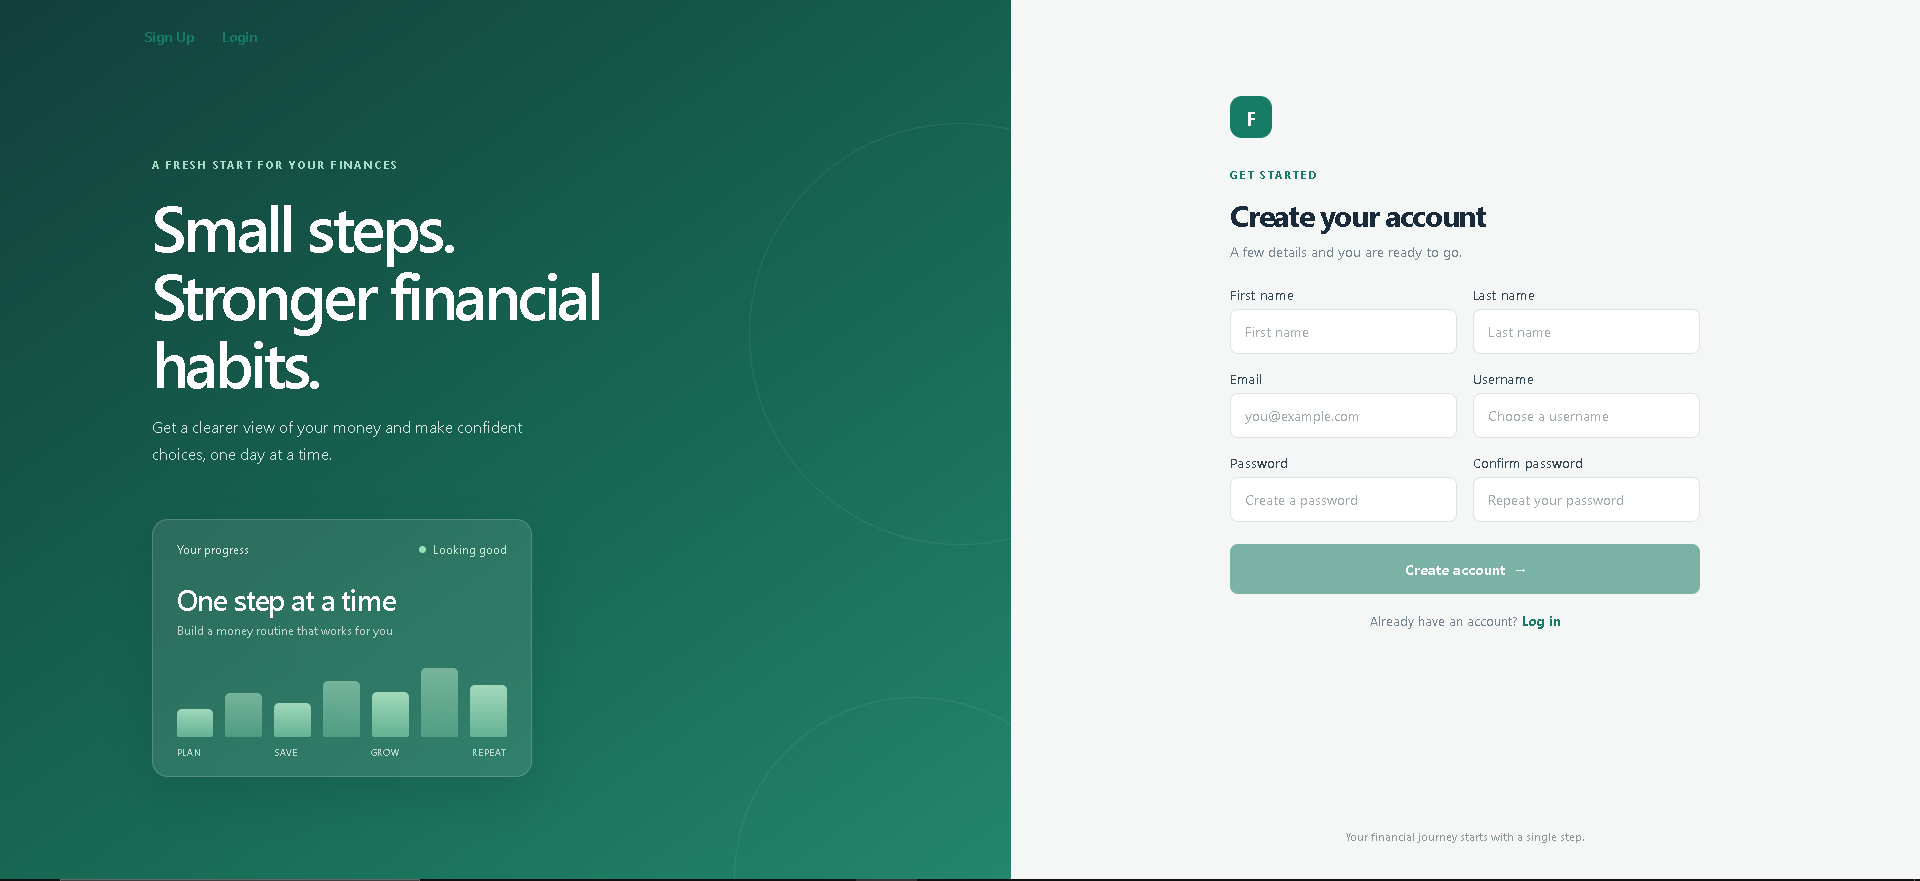 Sign Up Login
A FRESH START FOR YOUR FINANCES
Small steps.
Stronger financial
habits.
Get a clearer view of your money and make confident
choices, one day at a time.
Your progress
Looking good
One step at a time
Build a money routine that works for you
PLAN SAVE GROW REPEAT
F
GET STARTED
Create your account
A few details and you are ready to go.
First name Last name
First name Last name
Email Username
you@example.com Choose a username
Password Confirm password
Create a password Repeat your password
Create account →
Already have an account? Log in
Your financial journey starts with a single step.